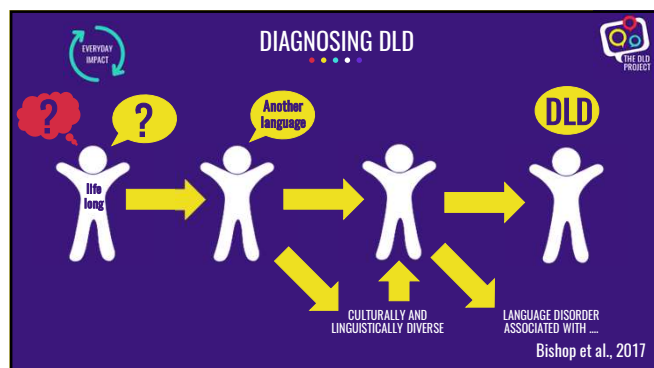 EVERYDAY
IMPACT
DIAGNOSING DLD
THE DLD
PROJECT
?
?
Another
language
DLD
life
long
CULTURALLY AND
LINGUISTICALLY DIVERSE
LANGUAGE DISORDER
ASSOCIATED WITH ....
Bishop et al., 2017